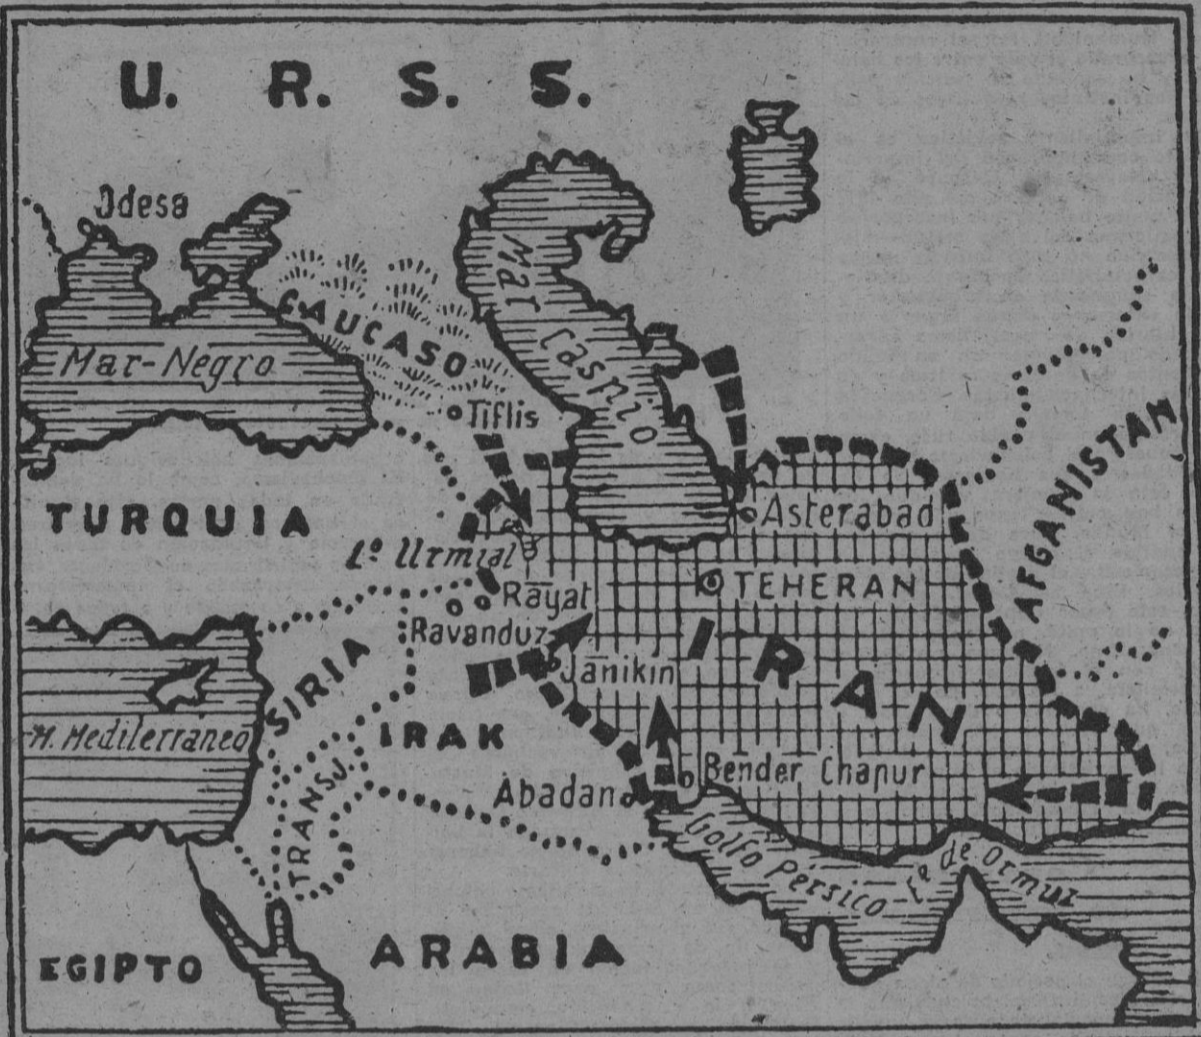 U. R. S. S.
Odesa
Mar Caspio
CAUCASO
Mar-Negro
Tiflis
AFGANISTAN
TURQUIA
Asterabad
Lº Urmia
TEHERAN
Rayat
Ravanduz
IRAN
Janikin
SIRIA
M. Mediterraneo
IRAK
Bender Chapur
Abadan
TRANSJ.
Golfo Pérsico
Eº de Ormuz
ARABIA
EGIPTO